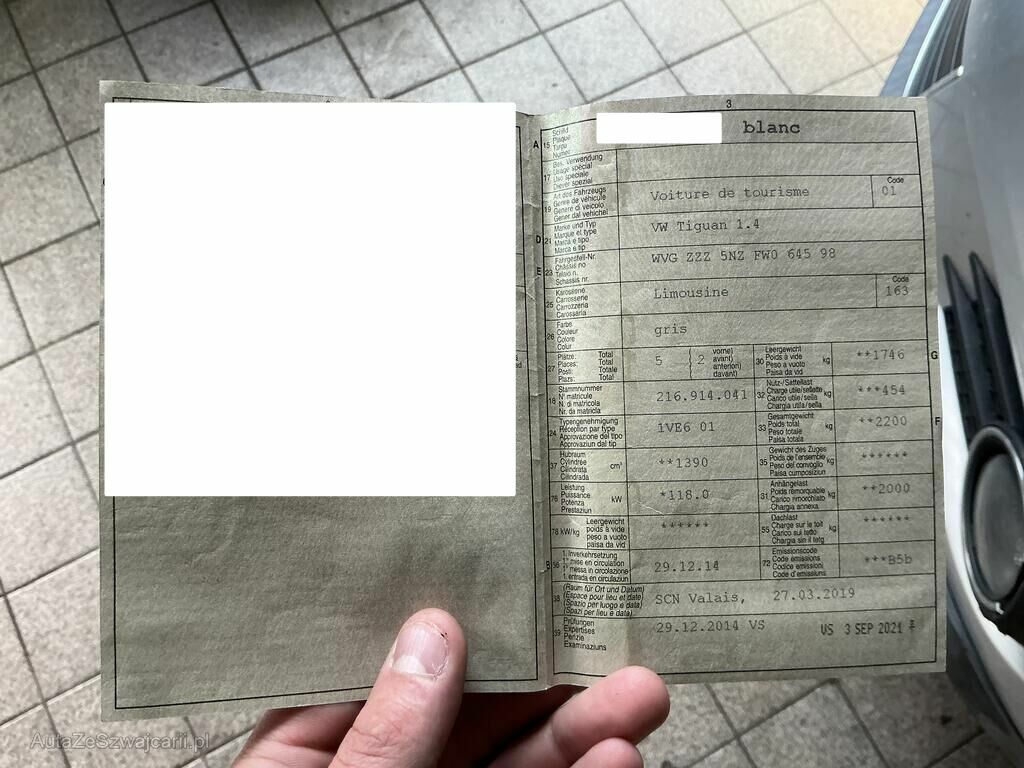 3
A 15 Schild Plaque Targa Numer blanc
17 Bes. Verwendung Usage spécial Uso speciale Diever spezial
19 Art des Fahrzeugs Genre de véhicule Genere di veicolo Gener dal vehichel Voiture de tourisme Code 01
D 21 Marke und Typ Marque et type Marca e tipo Marca e tip VW Tiguan 1.4
E 23 Fahrgestell-Nr. Châssis no Telaio n. Schassis nr. WVG ZZZ 5NZ FW0 645 98
25 Karosserie Carrosserie Carrozzeria Carossaria Limousine Code 163
26 Farbe Couleur Colore Colur gris
27 Plätze: Total Places: Total Posti: Totale Plazs: Total 5 2 vorne) avant) anteriori) davant) 30 Leergewicht Poids à vide Peso a vuoto Paisa da vid kg **1746 G
18 Stammnummer N° matricule N. di matricola Nr. da matricla 216.914.041 32 Nutz-/Sattellast Charge utile/sellette Carico utile/sella Chargia utila/sella kg ***454
24 Typengenehmigung Réception par type Approvazione del tipo Approvaziun dal tip 1VE6 01 33 Gesamtgewicht Poids total Peso totale Paisa totala kg **2200 F
37 Hubraum Cylindrée Cilindrata Cilindrada cm³ **1390 35 Gewicht des Zuges Poids de l'ensemble Peso del convoglio Paisa cumposiziun kg ******
76 Leistung Puissance Potenza Prestaziun kW *118.0 31 Anhängelast Poids remorquable Carico rimorchiato Chargia annexa kg **2000
78 kW/kg Leergewicht poids à vide peso a vuoto paisa da vid ****** 55 Dachlast Charge sur le toit Carico sul tetto Chargia sin il tetg kg ******
B 36 1. Inverkehrsetzung 1re mise en circulation 1a messa in circolazione 1. entrada en circulaziun 29.12.14 72 Emissionscode Code émissions Codice emissioni Code d'emissiuns ***B5b
38 (Raum für Ort und Datum) (Espace pour lieu et date) (Spazio per luogo e data) (Spazi per lieu e data) SCN Valais, 27.03.2019
39 Prüfungen Expertises Perizie Examinaziuns 29.12.2014 VS VS 3 SEP 2021
AutaZeSzwajcarii.pl